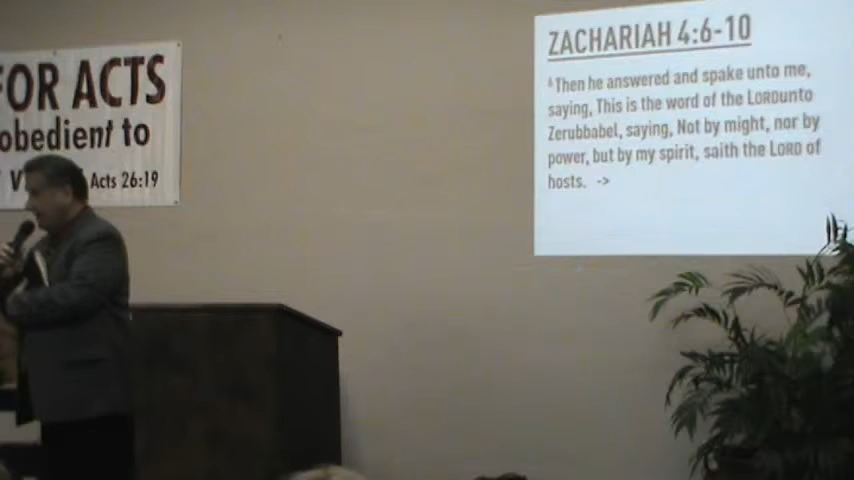 FOR ACTS
obedient to
Acts 26:19
ZACHARIAH 4:6-10
6 Then he answered and spake unto me,
saying, This is the word of the LORDunto
Zerubbabel, saying, Not by might, nor by
power, but by my spirit, saith the LORD of
hosts. ->